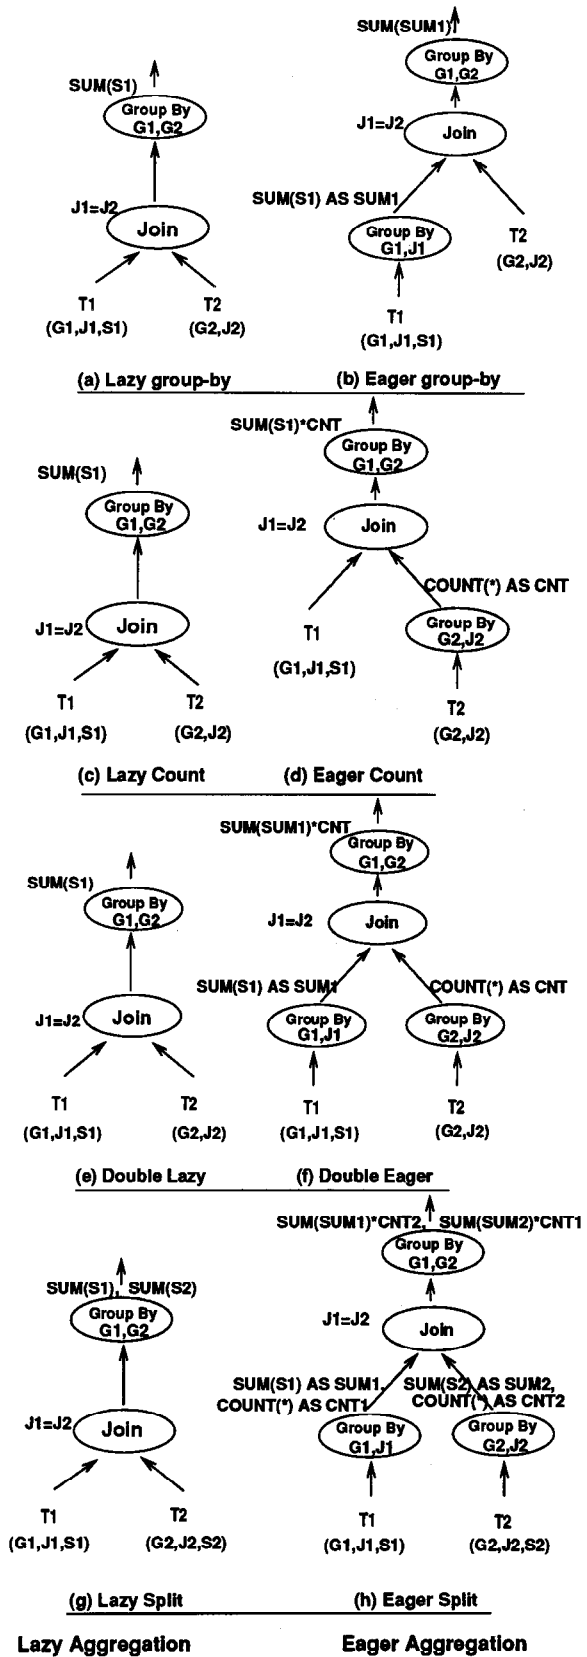 SUM(S1)
Group By
G1,G2
J1=J2
Join
T1
(G1,J1,S1)
T2
(G2,J2)
(a) Lazy group-by
SUM(SUM1)
Group By
G1,G2
J1=J2
Join
SUM(S1) AS SUM1
Group By
G1,J1
T1
(G1,J1,S1)
T2
(G2,J2)
(b) Eager group-by
SUM(S1)
Group By
G1,G2
J1=J2
Join
T1
(G1,J1,S1)
T2
(G2,J2)
(c) Lazy Count
SUM(S1)*CNT
Group By
G1,G2
J1=J2
Join
COUNT(*) AS CNT
T1
(G1,J1,S1)
Group By
G2,J2
T2
(G2,J2)
(d) Eager Count
SUM(S1)
Group By
G1,G2
J1=J2
Join
T1
(G1,J1,S1)
T2
(G2,J2)
(e) Double Lazy
SUM(SUM1)*CNT
Group By
G1,G2
J1=J2
Join
SUM(S1) AS SUM1
COUNT(*) AS CNT
Group By
G1,J1
Group By
G2,J2
T1
(G1,J1,S1)
T2
(G2,J2)
(f) Double Eager
SUM(S1), SUM(S2)
Group By
G1,G2
J1=J2
Join
T1
(G1,J1,S1)
T2
(G2,J2,S2)
(g) Lazy Split
SUM(SUM1)*CNT2, SUM(SUM2)*CNT1
Group By
G1,G2
J1=J2
Join
SUM(S1) AS SUM1,
COUNT(*) AS CNT1
SUM(S2) AS SUM2,
COUNT(*) AS CNT2
Group By
G1,J1
Group By
G2,J2
T1
(G1,J1,S1)
T2
(G2,J2,S2)
(h) Eager Split
Lazy Aggregation
Eager Aggregation